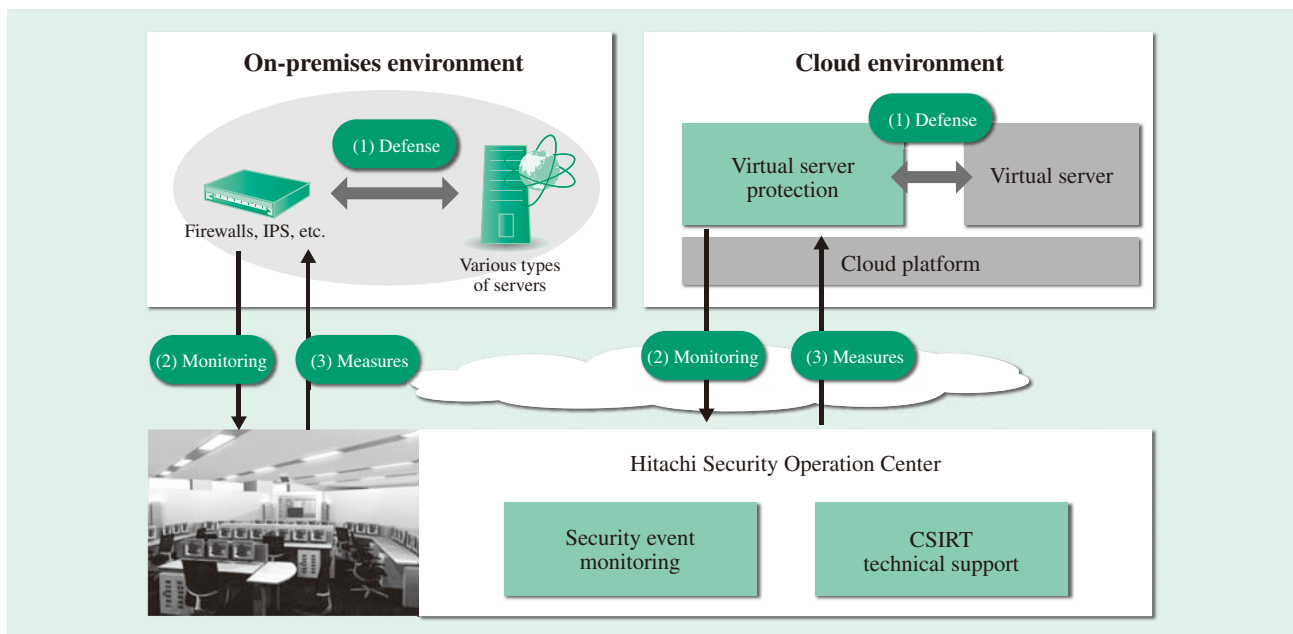 On-premises environment
(1) Defense
Firewalls, IPS, etc.
Various types
of servers
Cloud environment
(1) Defense
Virtual server
protection
Virtual server
Cloud platform
(2) Monitoring
(3) Measures
(2) Monitoring
(3) Measures
Hitachi Security Operation Center
Security event
monitoring
CSIRT
technical support